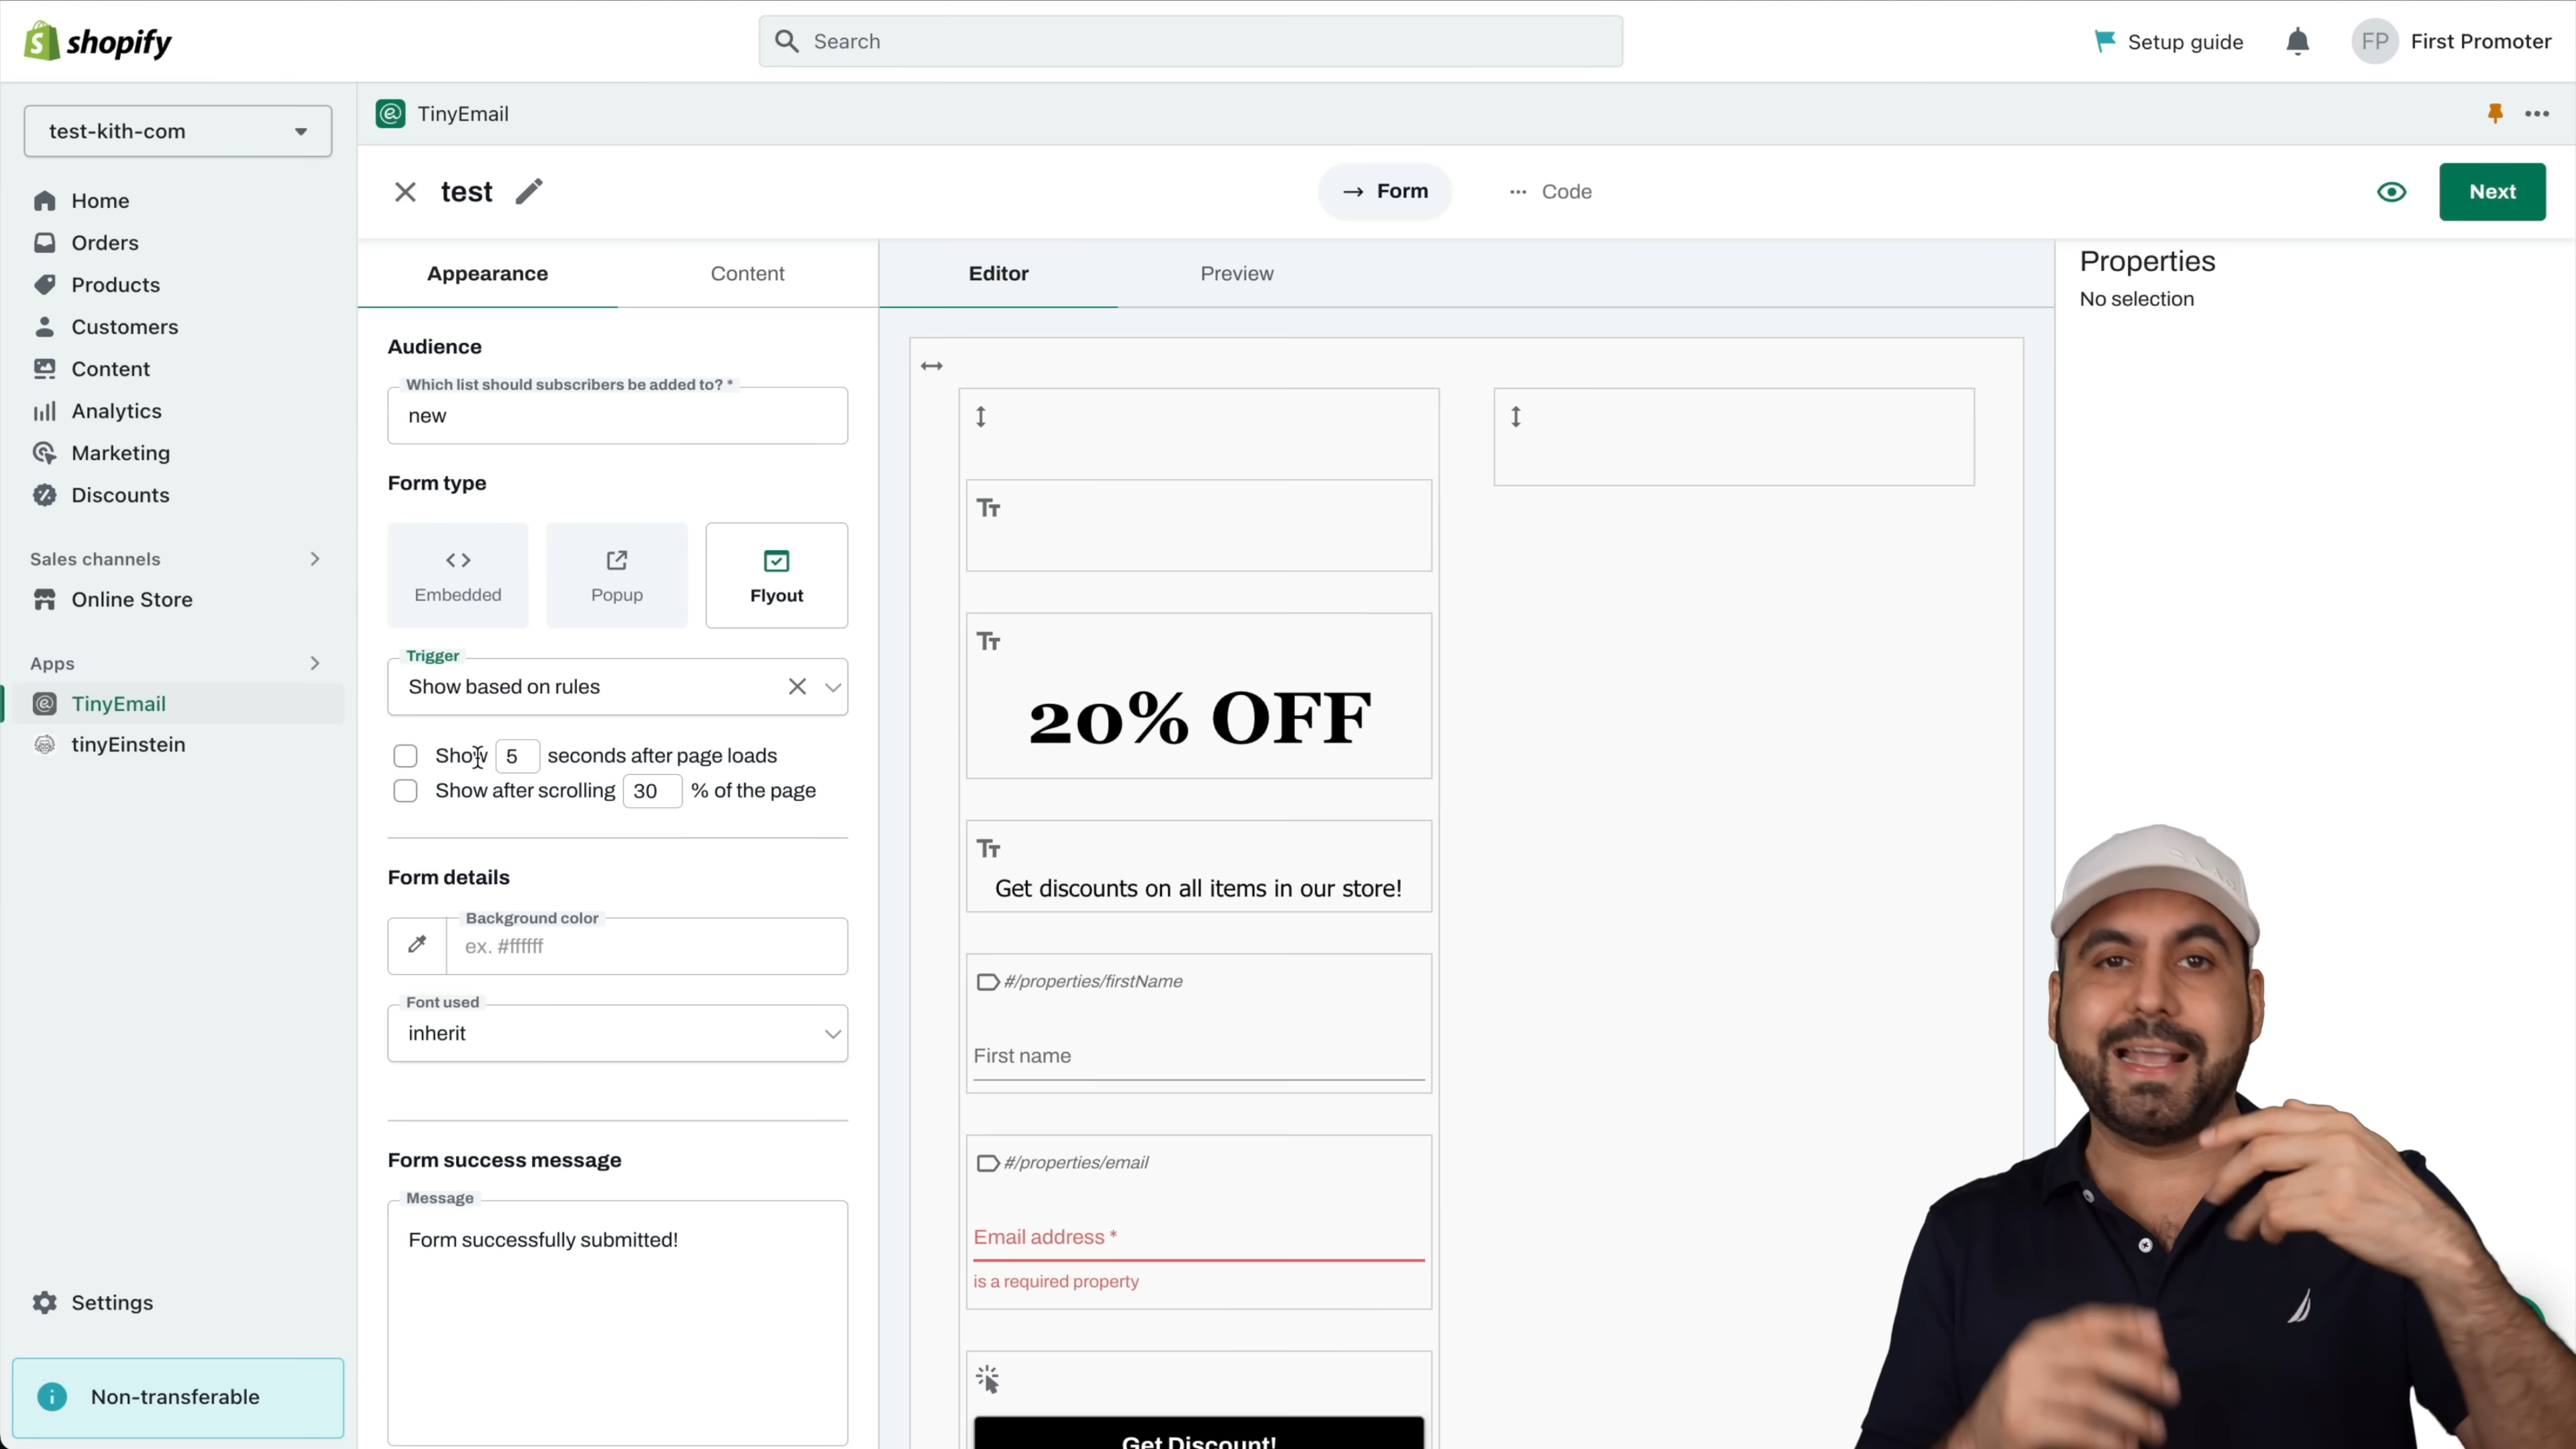 shopify
Search
Setup guide
FP
First Promoter
test-kith-com
TinyEmail
test
Form
Code
Next
Home
Orders
Products
Customers
Content
Analytics
Marketing
Discounts
Sales channels
Online Store
Apps
TinyEmail
tinyEinstein
Settings
Non-transferable
Appearance
Content
Audience
Which list should subscribers be added to? *
new
Form type
Embedded
Popup
Flyout
Trigger
Show based on rules
Show 5 seconds after page loads
Show after scrolling 30 % of the page
Form details
Background color
ex. #ffffff
Font used
inherit
Form success message
Message
Form successfully submitted!
Editor
Preview
20% OFF
Get discounts on all items in our store!
#/properties/firstName
First name
#/properties/email
Email address *
is a required property
Get Discount!
Properties
No selection